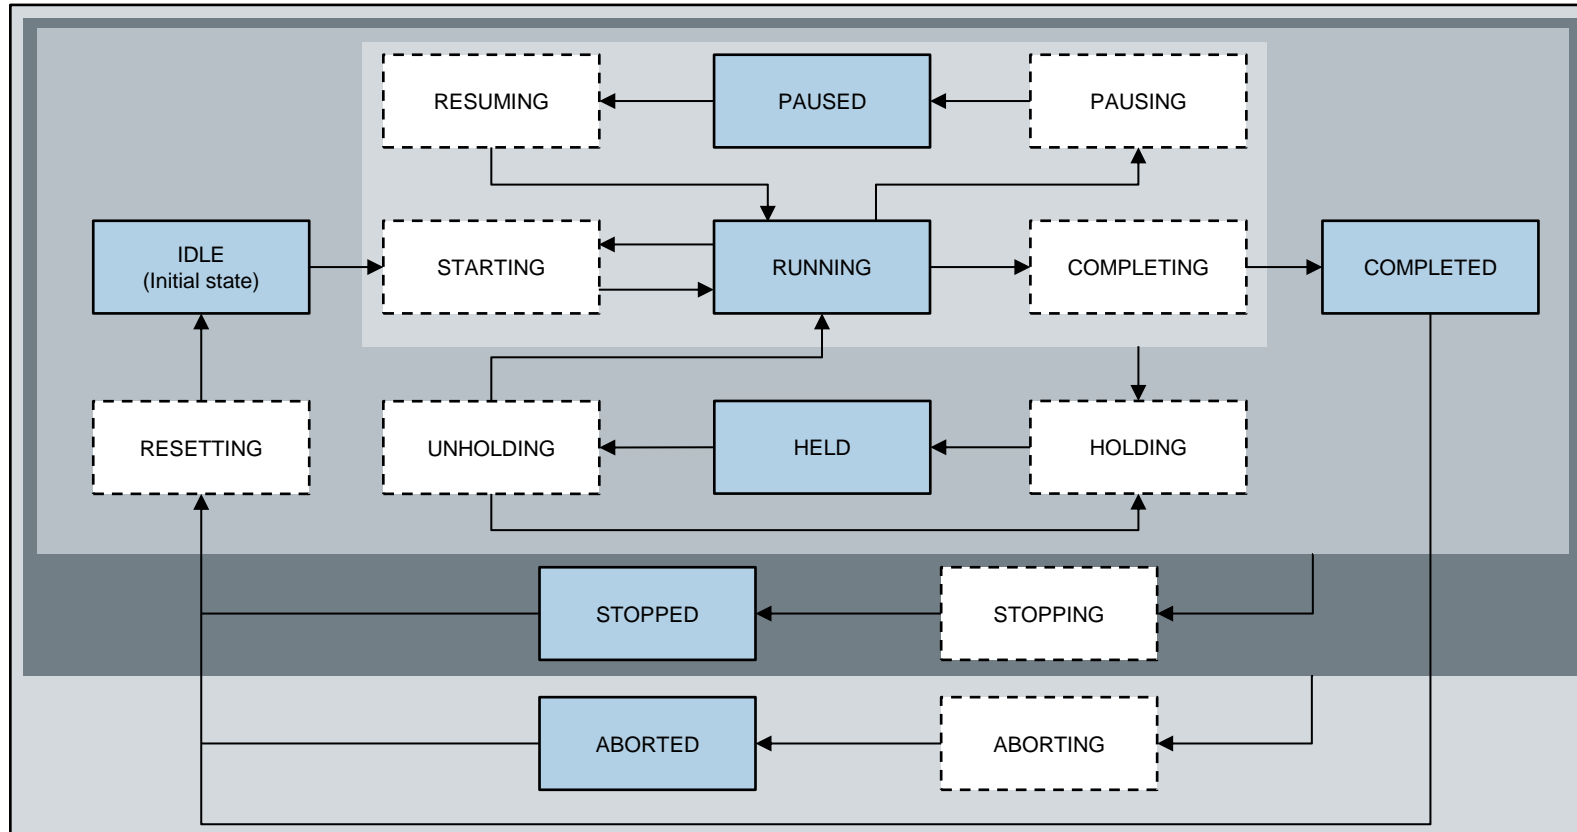 RESUMING
PAUSED
PAUSING
IDLE
(Initial state)
STARTING
RUNNING
COMPLETING
COMPLETED
RESETTING
UNHOLDING
HELD
HOLDING
STOPPED
STOPPING
ABORTED
ABORTING